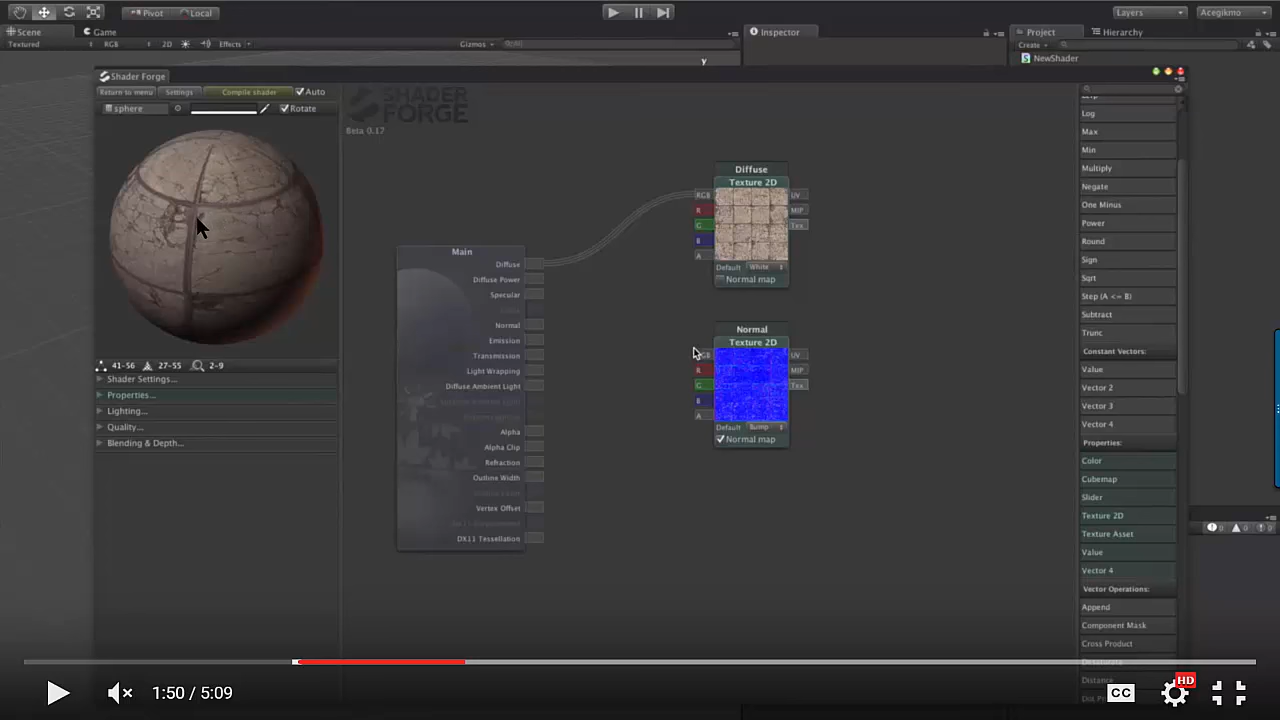 Pivot Local Layers Acegikmo
Scene Game Inspector Project Hierarchy
Textured RGB 2D Effects Gizmos All Create
y NewShader
Shader Forge
Return to menu Settings Compile shader Auto
sphere Rotate
SHADER
FORGE
Beta 0.17
41-56 27-55 2-9
Shader Settings...
Properties...
Lighting...
Quality...
Blending & Depth...
Main
Diffuse
Diffuse Power
Specular
Normal
Emission
Transmission
Light Wrapping
Diffuse Ambient Light
Alpha
Alpha Clip
Refraction
Outline Width
Vertex Offset
DX11 Tessellation
Diffuse
Texture 2D
RGB UV
R MIP
G Tex
B
A
Default White
Normal map
Normal
Texture 2D
GB UV
R MIP
G Tex
B
A
Default Bump
Normal map
Log
Max
Min
Multiply
Negate
One Minus
Power
Round
Sign
Sqrt
Step (A <= B)
Subtract
Trunc
Constant Vectors:
Value
Vector 2
Vector 3
Vector 4
Properties:
Color
Cubemap
Slider
Texture 2D
Texture Asset
Value
Vector 4
Vector Operations:
Append
Component Mask
Cross Product
Desaturate
Distance
0 0 0
1:50 / 5:09 CC HD